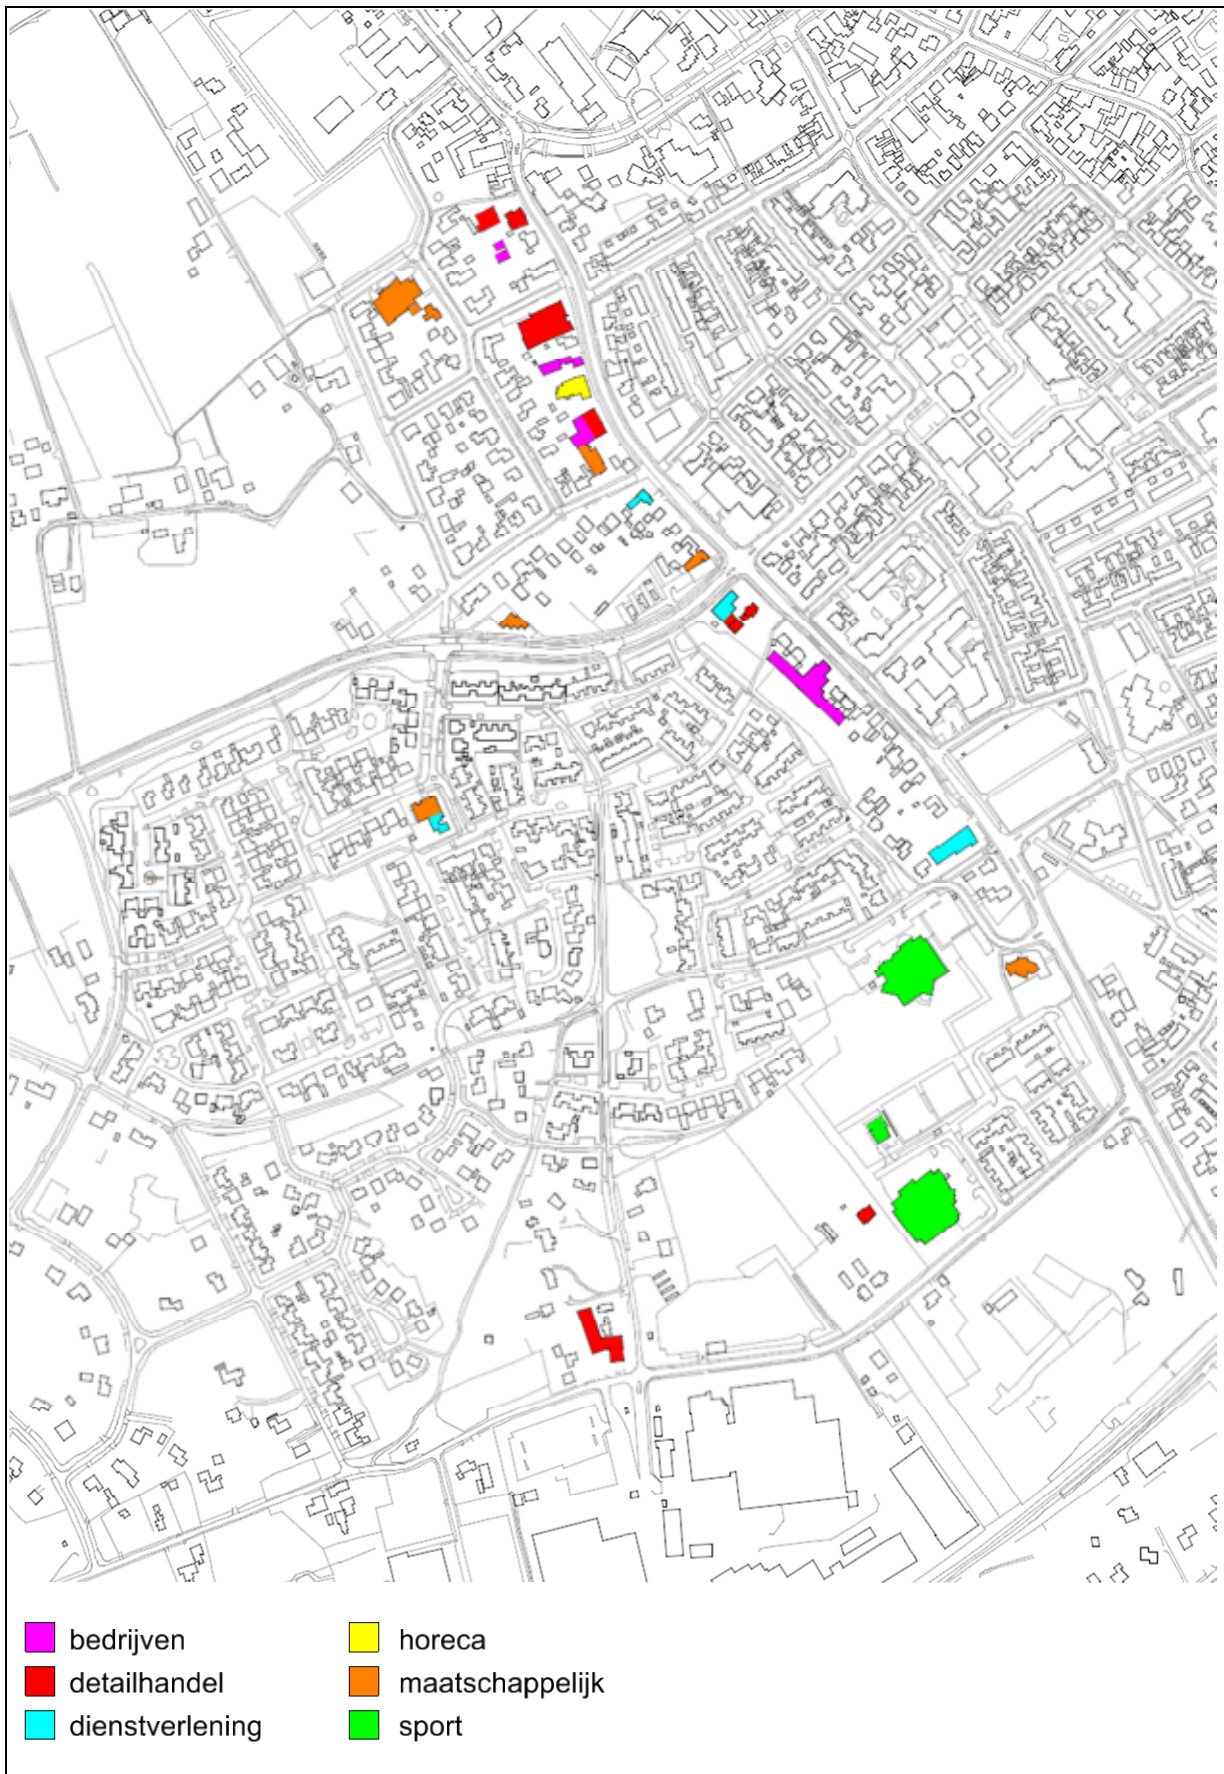 bedrijven
detailhandel
dienstverlening
horeca
maatschappelijk
sport